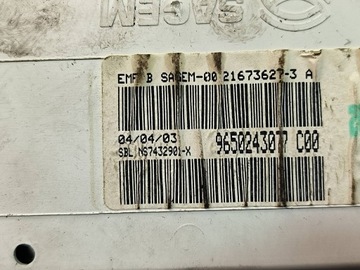 SAGEM
EMF B SAGEM-00 21673627-3 A
04/04/03
9650243077 C00
SBL NS7432901-X